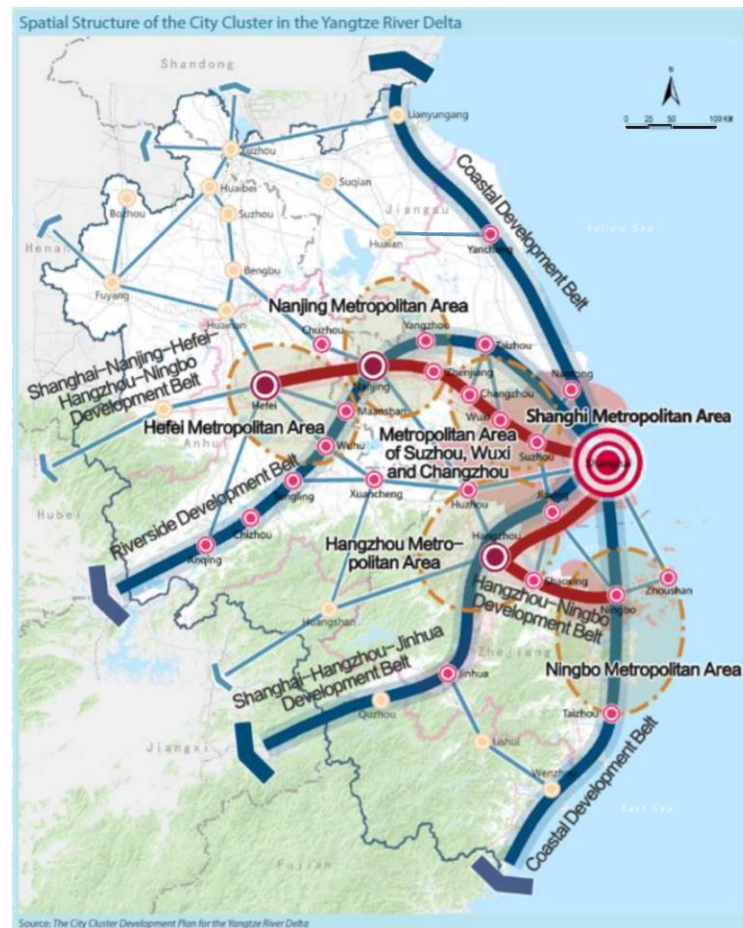 Spatial Structure of the City Cluster in the Yangtze River Delta
Shandong
0 25 50 100 KM
Lianyungang
Xuzhou
Coastal Development Belt
Suqian
Huaibei
Bozhou
Suzhou
Jiangsu
Yellow Sea
Henan
Huaian
Yancheng
Bengbu
Fuyang
Nanjing Metropolitan Area
Huainan
Chuzhou
Yangzhou
Taizhou
Shanghai-Nanjing-Hefei-
Hangzhou-Ningbo
Development Belt
Nanjing
Zhenjiang
Nantong
Changzhou
Hefei
Maanshan
Wuxi
Shanghi Metropolitan Area
Hefei Metropolitan Area
Anhui
Metropolitan Area
of Suzhou, Wuxi
and Changzhou
Suzhou
Shanghai
Wuhu
Riverside Development Belt
Tongling
Xuancheng
Huzhou
Jiaxing
Hubei
Chizhou
Anqing
Hangzhou Metro-
politan Area
Hangzhou
Shaoxing
Hangzhou-Ningbo
Development Belt
Ningbo
Zhoushan
Huangshan
Zhejiang
Ningbo Metropolitan Area
Shanghai-Hangzhou-Jinhua
Development Belt
Jinhua
Quzhou
Taizhou
Jiangxi
Lishui
Wenzhou
Coastal Development Belt
East Sea
Fujian
Source: The City Cluster Development Plan for the Yangtze River Delta